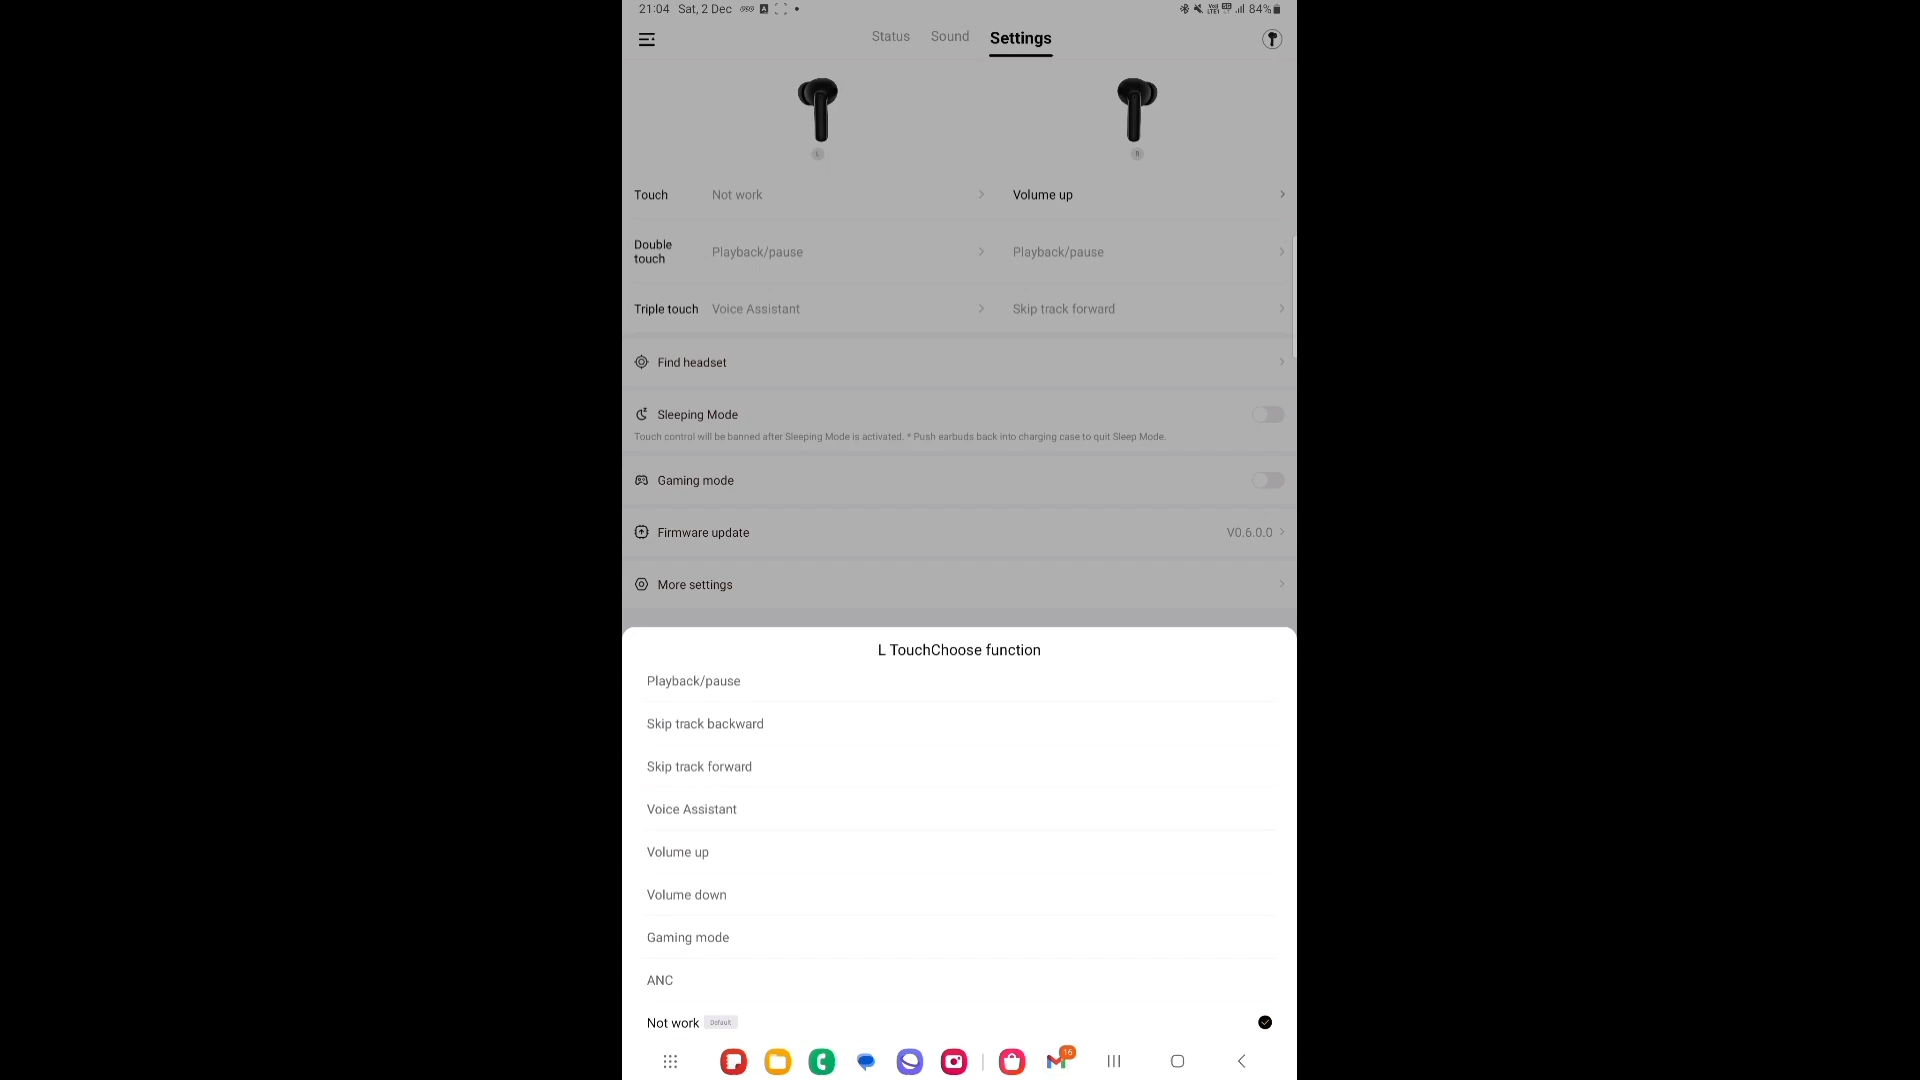 21:04 Sat, 2 Dec 84%
Status Sound Settings
L R
Touch Not work Volume up
Double
touch Playback/pause Playback/pause
Triple touch Voice Assistant Skip track forward
Find headset
Sleeping Mode
Touch control will be banned after Sleeping Mode is activated. * Push earbuds back into charging case to quit Sleep Mode.
Gaming mode
Firmware update V0.6.0.0
More settings
L TouchChoose function
Playback/pause
Skip track backward
Skip track forward
Voice Assistant
Volume up
Volume down
Gaming mode
ANC
Not work Default
16